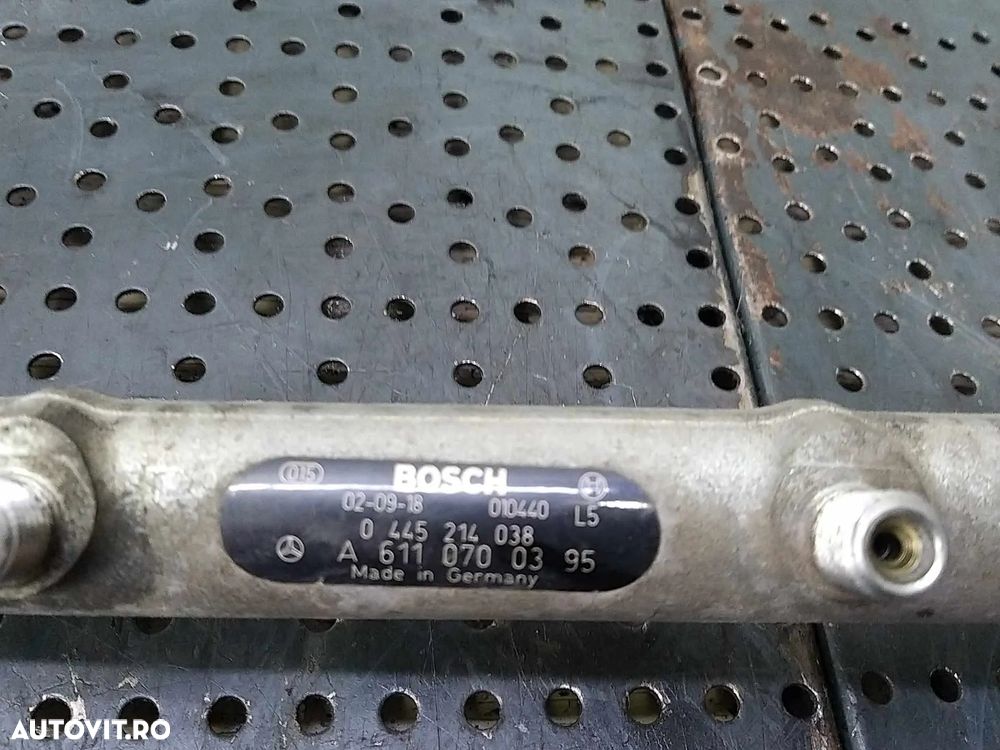 015 BOSCH
02-09-18 010440 L5
0 445 214 038
A 611 070 03 95
Made in Germany
AUTOVIT.RO